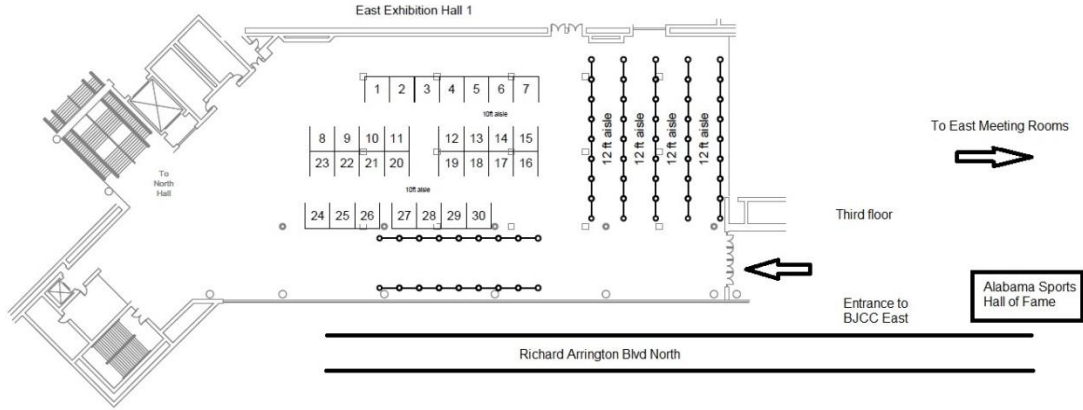 East Exhibition Hall 1
1 2 3 4 5 6 7
10ft aisle
8 9 10 11 12 13 14 15
23 22 21 20 19 18 17 16
10ft aisle
24 25 26 27 28 29 30
12 ft aisle
12 ft aisle
12 ft aisle
12 ft aisle
To
North
Hall
To East Meeting Rooms
Third floor
Entrance to
BJCC East
Alabama Sports
Hall of Fame
Richard Arrington Blvd North